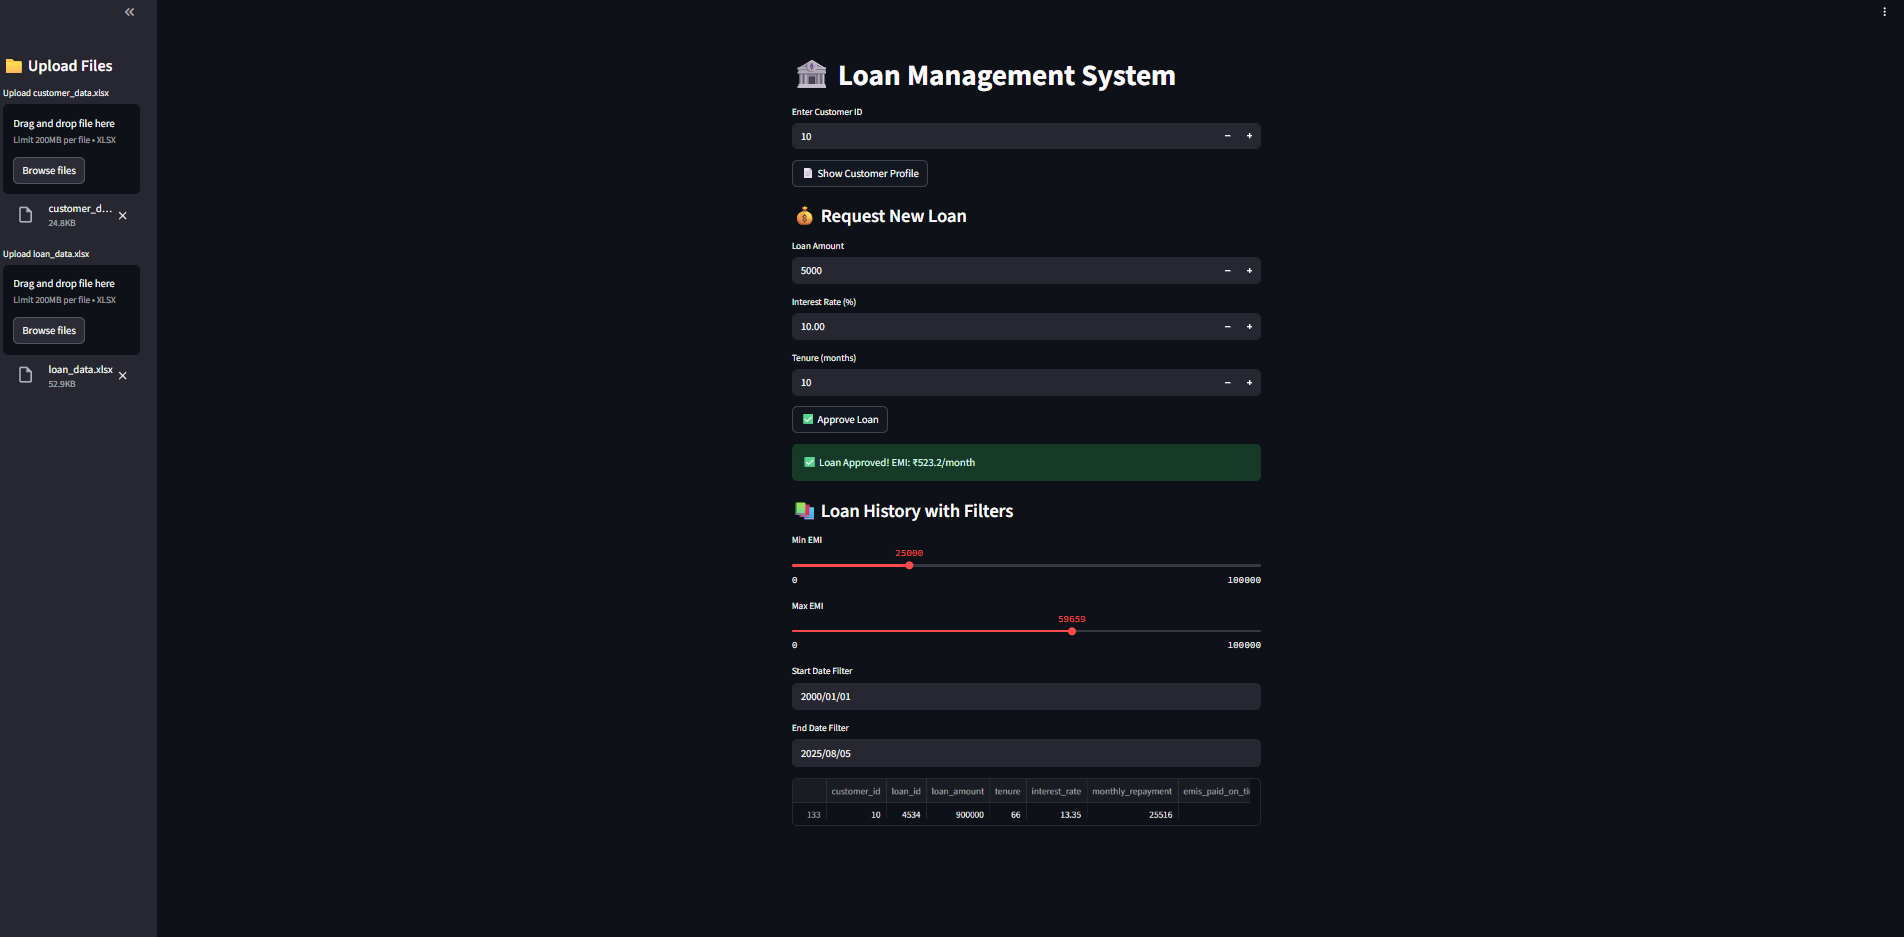 Upload Files
Upload customer_data.xlsx
Drag and drop file here
Limit 200MB per file • XLSX
Browse files
customer_d...
24.8KB
Upload loan_data.xlsx
Drag and drop file here
Limit 200MB per file • XLSX
Browse files
loan_data.xlsx
52.9KB
Loan Management System
Enter Customer ID
10
Show Customer Profile
Request New Loan
Loan Amount
5000
Interest Rate (%)
10.00
Tenure (months)
10
Approve Loan
Loan Approved! EMI: ₹523.2/month
Loan History with Filters
Min EMI
25000
0 100000
Max EMI
59659
0 100000
Start Date Filter
2000/01/01
End Date Filter
2025/08/05
customer_id loan_id loan_amount tenure interest_rate monthly_repayment emis_paid_on_ti
133 10 4534 900000 66 13.35 25516